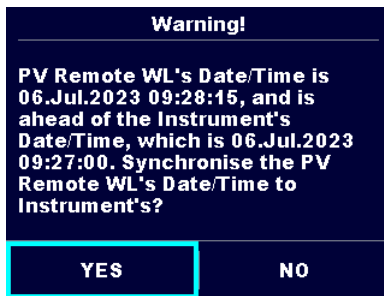 Warning!
PV Remote WL's Date/Time is
06.Jul.2023 09:28:15, and is
ahead of the Instrument's
Date/Time, which is 06.Jul.2023
09:27:00. Synchronise the PV
Remote WL's Date/Time to
Instrument's?
YES NO